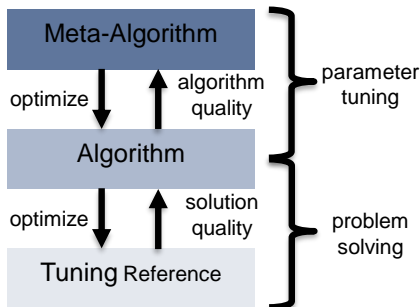 Meta-Algorithm
optimize
algorithm
quality
parameter
tuning
Algorithm
optimize
solution
quality
problem
solving
Tuning Reference